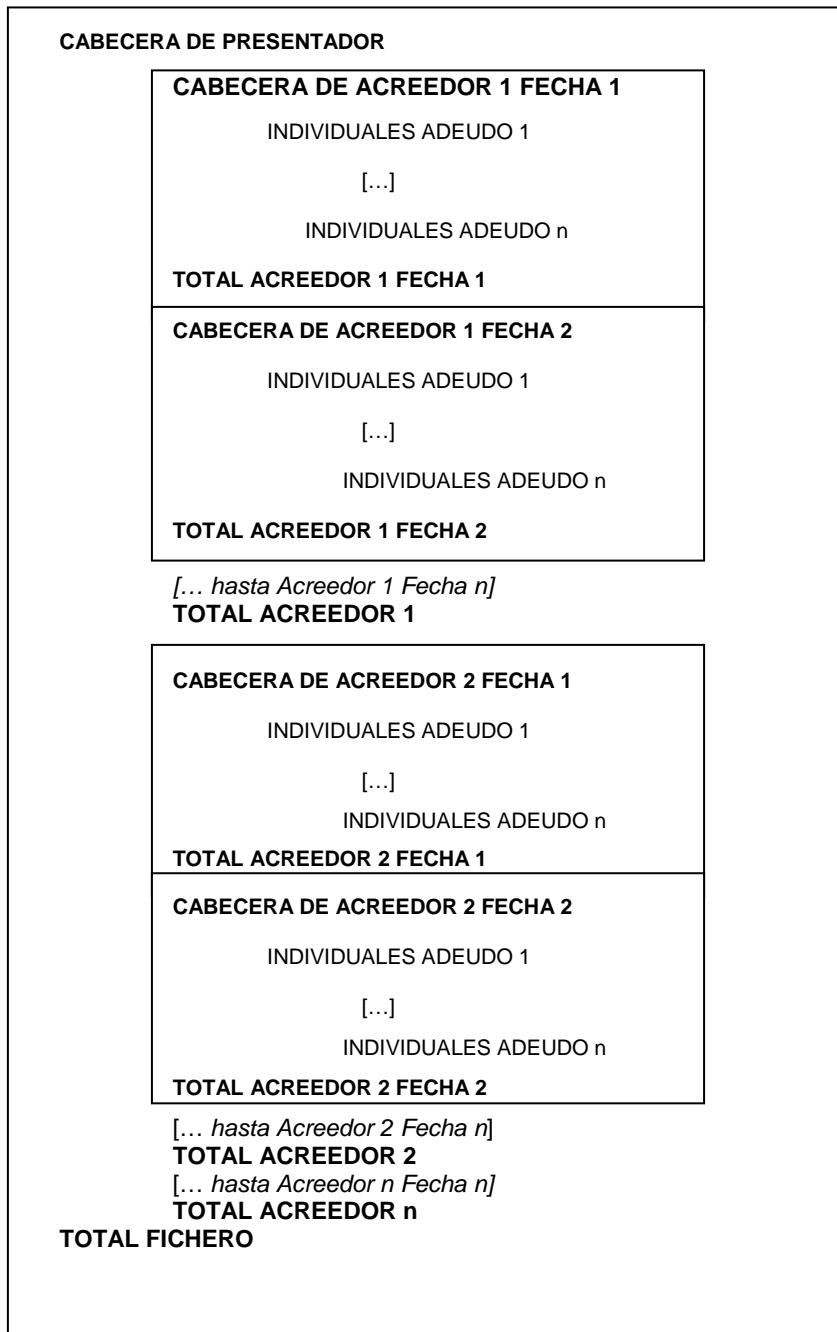 CABECERA DE PRESENTADOR
CABECERA DE ACREEDOR 1 FECHA 1
INDIVIDUALES ADEUDO 1
[…]
INDIVIDUALES ADEUDO n
TOTAL ACREEDOR 1 FECHA 1
CABECERA DE ACREEDOR 1 FECHA 2
INDIVIDUALES ADEUDO 1
[…]
INDIVIDUALES ADEUDO n
TOTAL ACREEDOR 1 FECHA 2
[… hasta Acreedor 1 Fecha n]
TOTAL ACREEDOR 1
CABECERA DE ACREEDOR 2 FECHA 1
INDIVIDUALES ADEUDO 1
[…]
INDIVIDUALES ADEUDO n
TOTAL ACREEDOR 2 FECHA 1
CABECERA DE ACREEDOR 2 FECHA 2
INDIVIDUALES ADEUDO 1
[…]
INDIVIDUALES ADEUDO n
TOTAL ACREEDOR 2 FECHA 2
[… hasta Acreedor 2 Fecha n]
TOTAL ACREEDOR 2
[… hasta Acreedor n Fecha n]
TOTAL ACREEDOR n
TOTAL FICHERO